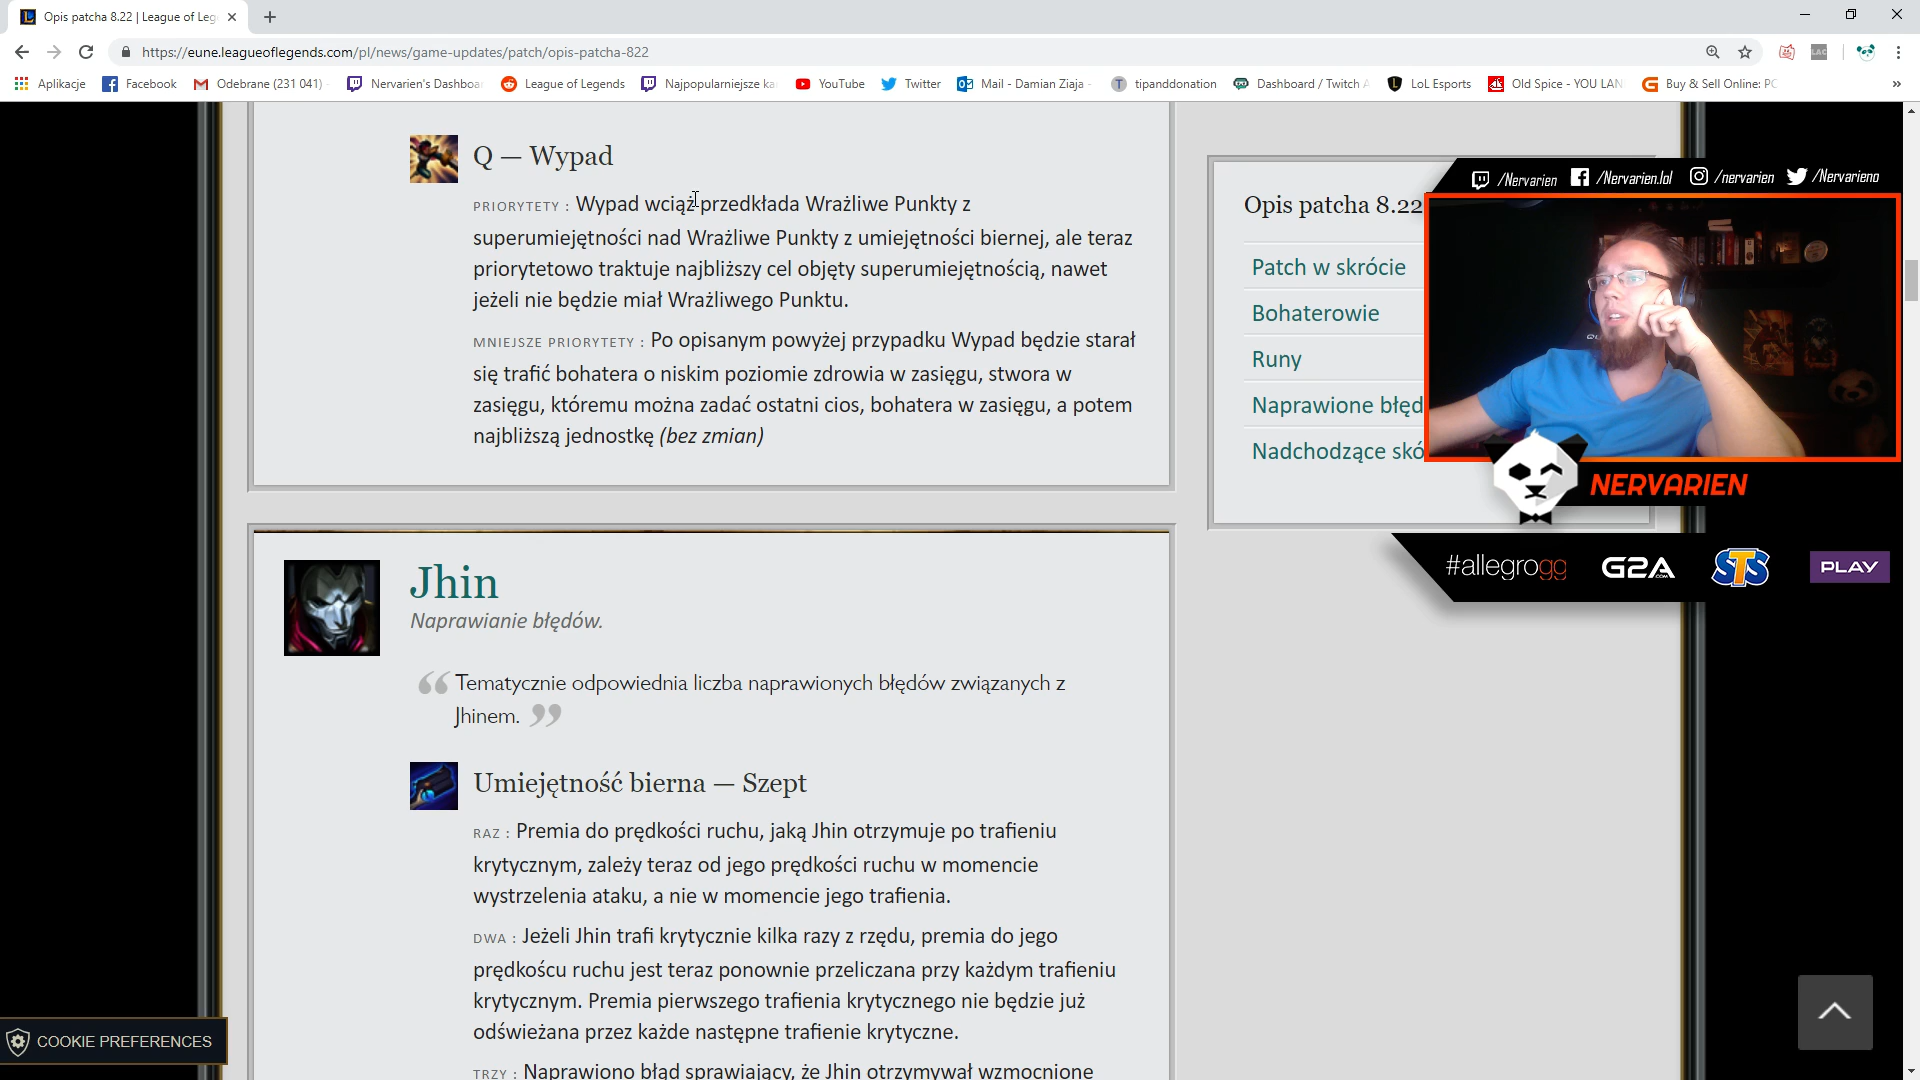 Opis patcha 8.22 | League of Leg
https://eune.leagueoflegends.com/pl/news/game-updates/patch/opis-patcha-822
Aplikacje
Facebook
Odebrane (231 041)
Nervarien's Dashboa
League of Legends
Najpopularniejsze ka
YouTube
Twitter
Mail - Damian Ziaja -
tipanddonation
Dashboard / Twitch A
LoL Esports
Old Spice - YOU LAN
Buy & Sell Online: PC
Q — Wypad
PRIORYTETY : Wypad wciąż przedkłada Wrażliwe Punkty z
superumiejętności nad Wrażliwe Punkty z umiejętności biernej, ale teraz
priorytetowo traktuje najbliższy cel objęty superumiejętnością, nawet
jeżeli nie będzie miał Wrażliwego Punktu.
MNIEJSZE PRIORYTETY : Po opisanym powyżej przypadku Wypad będzie starał
się trafić bohatera o niskim poziomie zdrowia w zasięgu, stwora w
zasięgu, któremu można zadać ostatni cios, bohatera w zasięgu, a potem
najbliższą jednostkę (bez zmian)
Jhin
Naprawianie błędów.
“ Tematycznie odpowiednia liczba naprawionych błędów związanych z
Jhinem. ”
Umiejętność bierna — Szept
RAZ : Premia do prędkości ruchu, jaką Jhin otrzymuje po trafieniu
krytycznym, zależy teraz od jego prędkości ruchu w momencie
wystrzelenia ataku, a nie w momencie jego trafienia.
DWA : Jeżeli Jhin trafi krytycznie kilka razy z rzędu, premia do jego
prędkoścu ruchu jest teraz ponownie przeliczana przy każdym trafieniu
krytycznym. Premia pierwszego trafienia krytycznego nie będzie już
odświeżana przez każde następne trafienie krytyczne.
TRZY : Naprawiono błąd sprawiający, że Jhin otrzymywał wzmocnione
Opis patcha 8.22
Patch w skrócie
Bohaterowie
Runy
Naprawione błęd
Nadchodzące skó
/Nervarien
/Nervarien.lol
/nervarien
/Nervarieno
NERVARIEN
#allegrogg
G2A.COM
STS
PLAY
COOKIE PREFERENCES